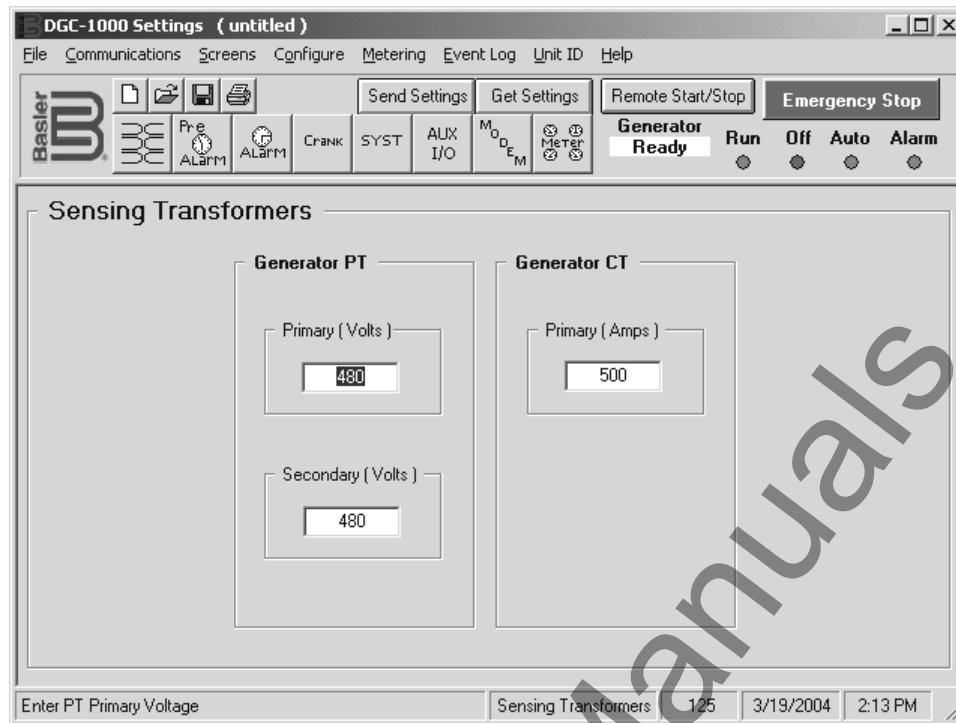 DGC-1000 Settings ( untitled )
File Communications Screens Configure Metering Event Log Unit ID Help
Basler
Send Settings Get Settings Remote Start/Stop Emergency Stop
Pre Alarm Alarm Crank SYST AUX I/O MODEM Meter
Generator Ready Run Off Auto Alarm
Sensing Transformers
Generator PT
Primary ( Volts )
480
Secondary ( Volts )
480
Generator CT
Primary ( Amps )
500
Enter PT Primary Voltage Sensing Transformers 125 3/19/2004 2:13 PM
Manuals